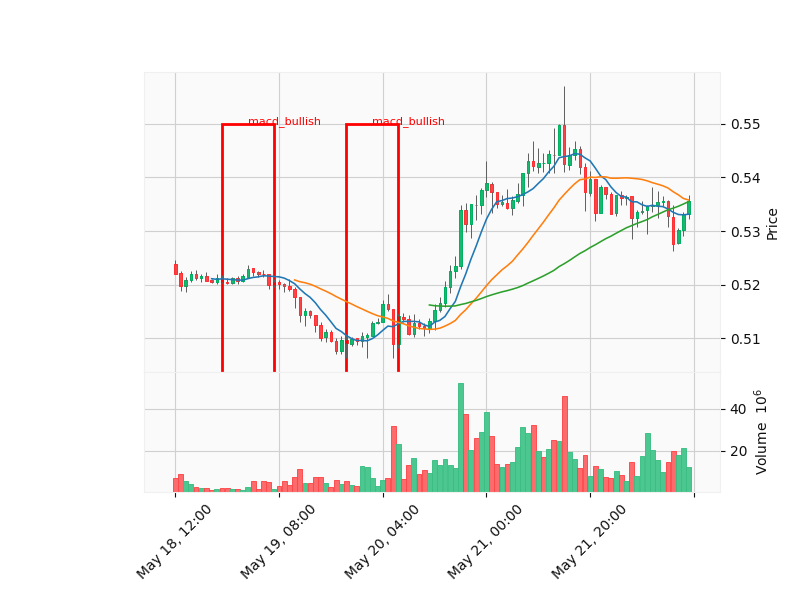 macd_bullish macd_bullish
0.55
0.54
0.53
0.52
0.51
Price
40
20
Volume 10^6
May 18, 12:00
May 19, 08:00
May 20, 04:00
May 21, 00:00
May 21, 20:00